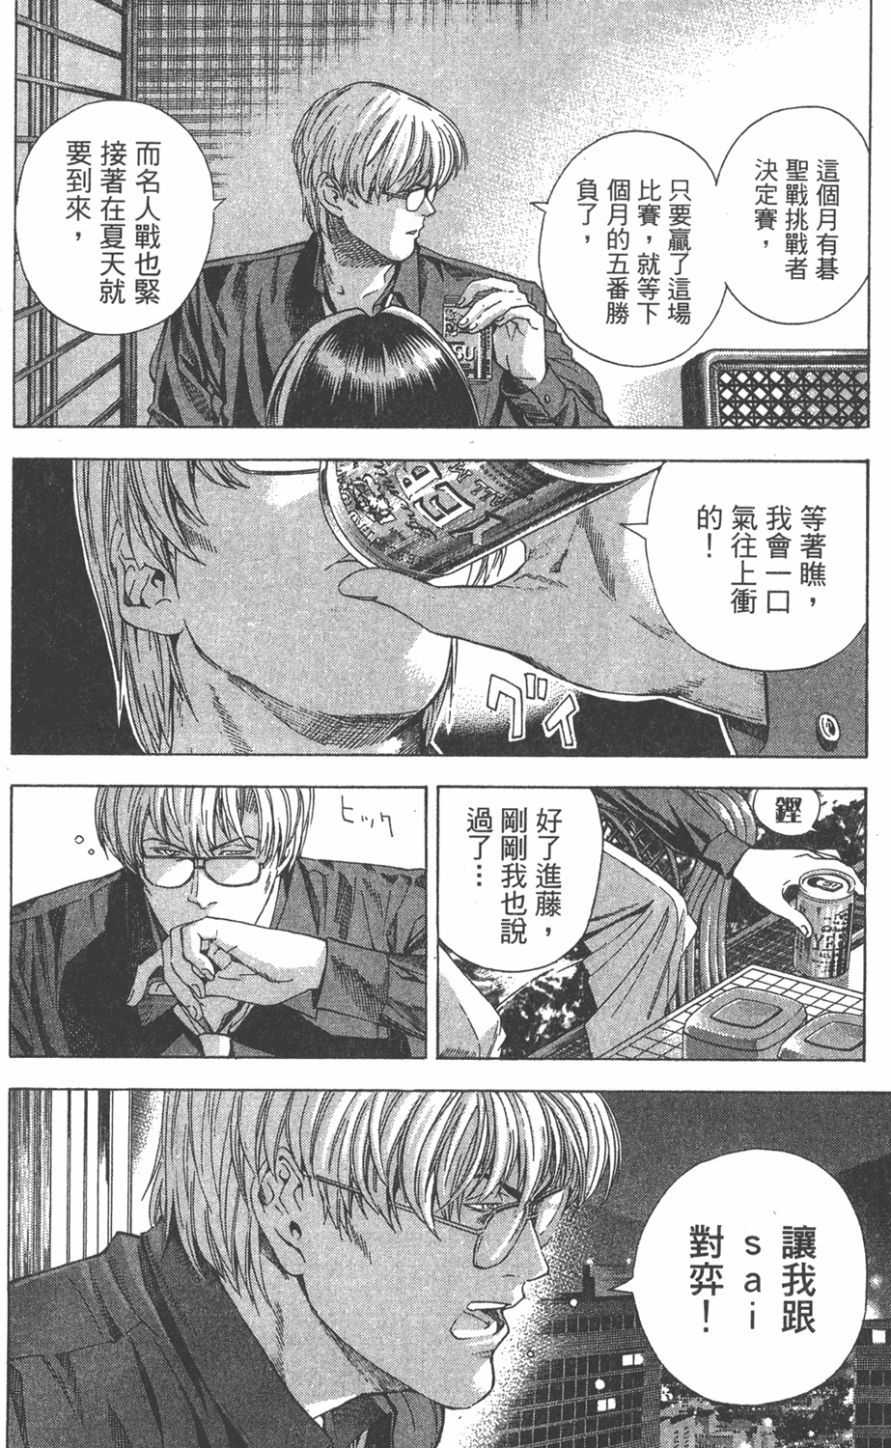 這個月有碁
聖戰挑戰者
決定賽，
只要贏了這場
比賽，就等下
個月的五番勝
負了，
而名人戰也緊
接著在夏天就
要到來，
等著瞧，
我會一口
氣往上衝
的！
グイ
鏗
好了進藤，
剛剛我也說
過了…
ヒック
讓我跟
sai
對弈！